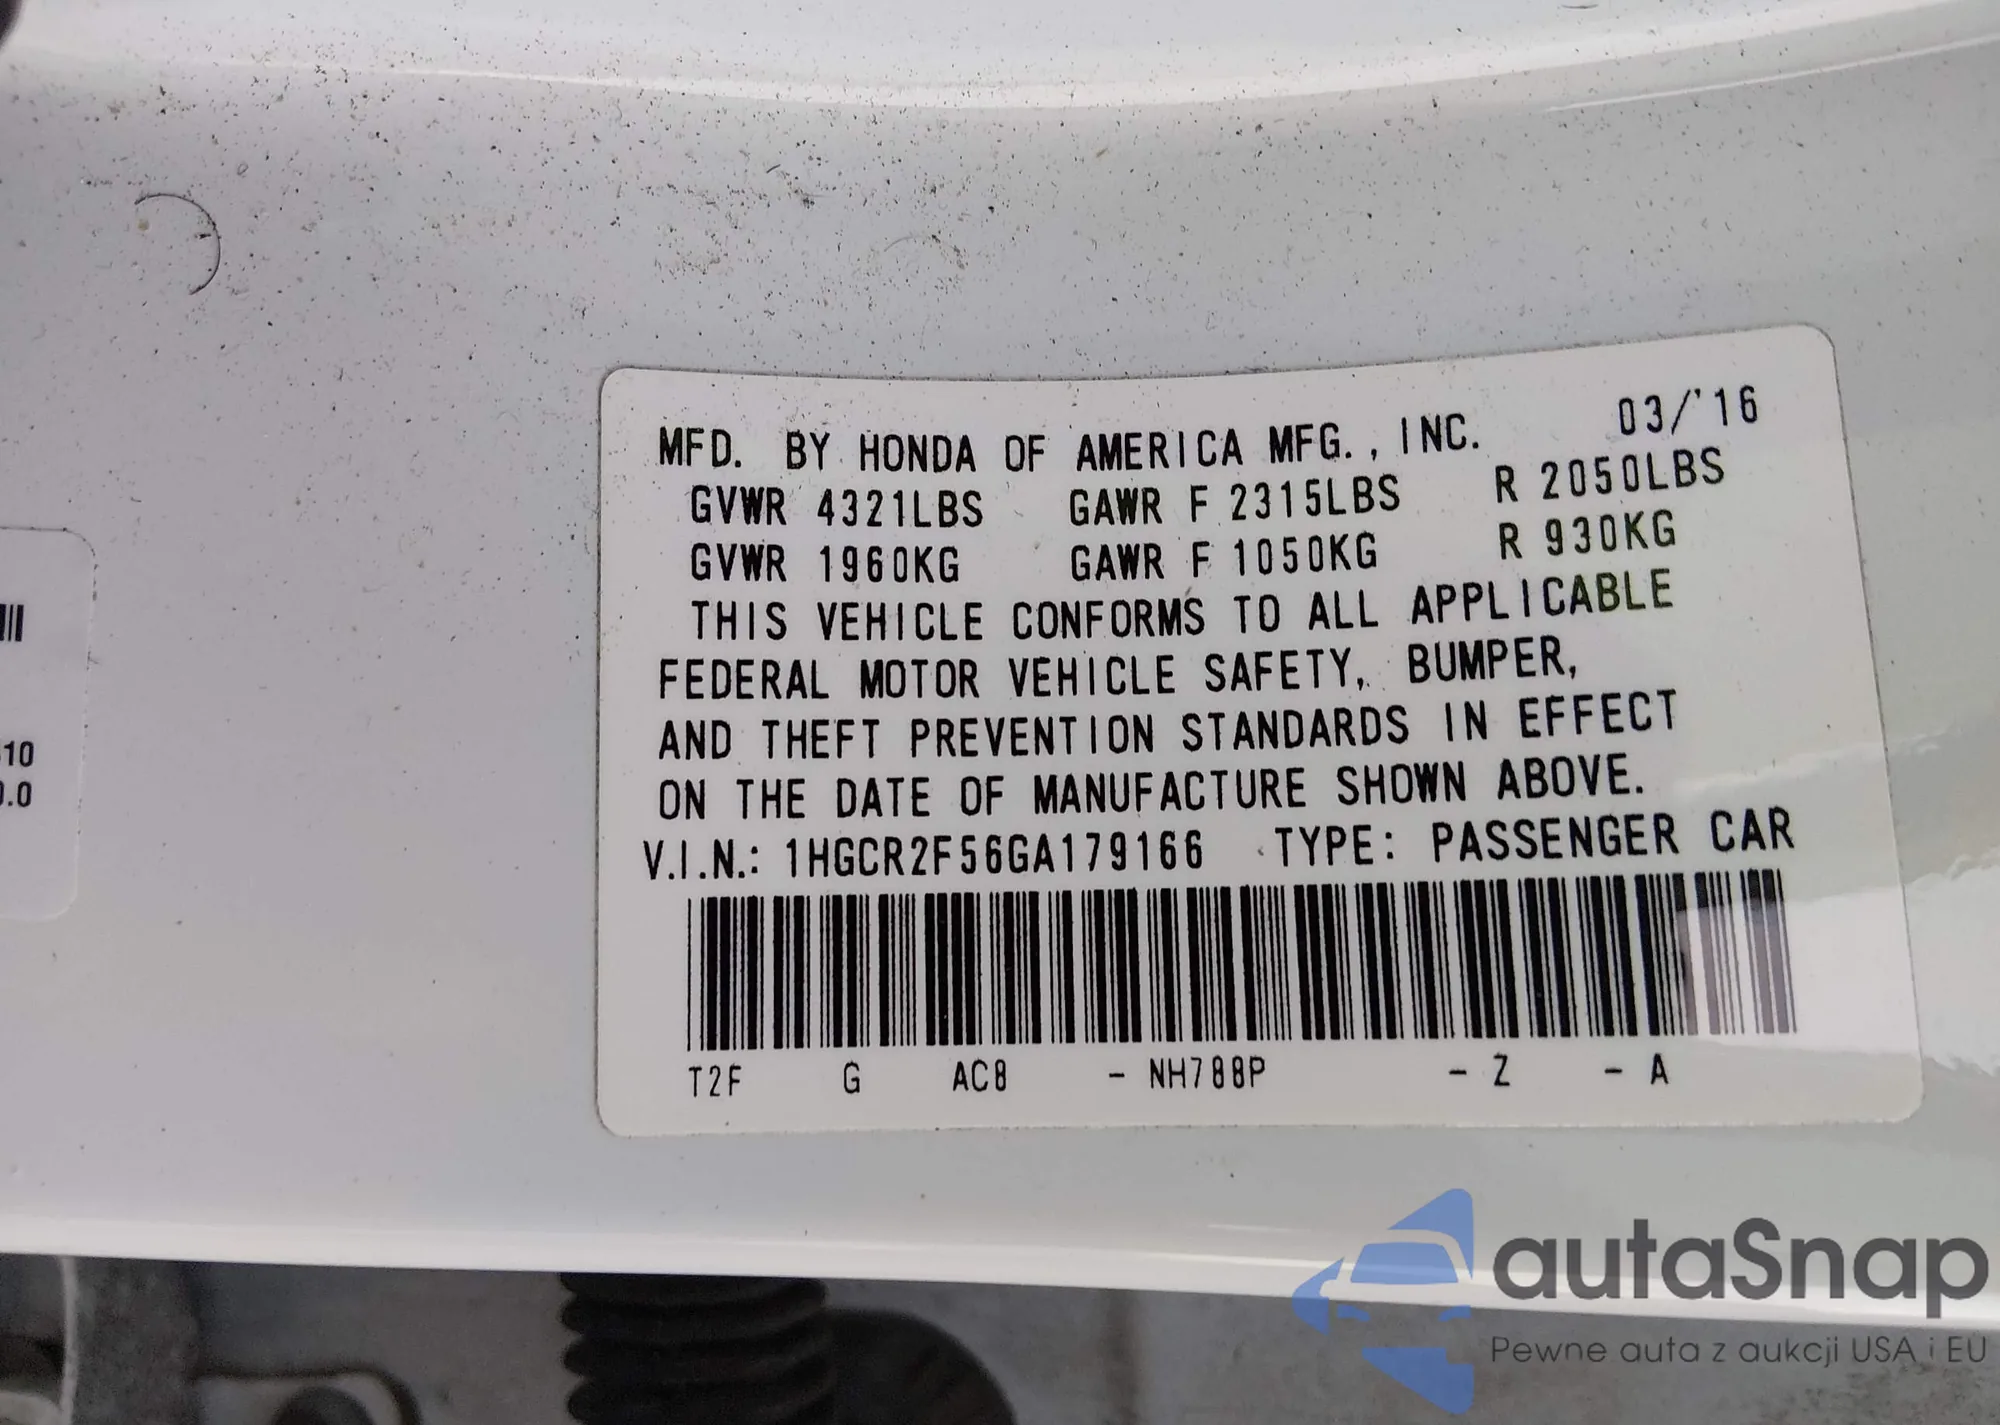 MFD. BY HONDA OF AMERICA MFG., INC. 03/'16
GVWR 4321LBS GAWR F 2315LBS R 2050LBS
GVWR 1960KG GAWR F 1050KG R 930KG
THIS VEHICLE CONFORMS TO ALL APPLICABLE
FEDERAL MOTOR VEHICLE SAFETY, BUMPER,
AND THEFT PREVENTION STANDARDS IN EFFECT
ON THE DATE OF MANUFACTURE SHOWN ABOVE.
V.I.N.: 1HGCR2F56GA179166 TYPE: PASSENGER CAR
T2F G AC8 - NH788P - Z - A
10
.0
autaSnap
Pewne auta z aukcji USA i EU